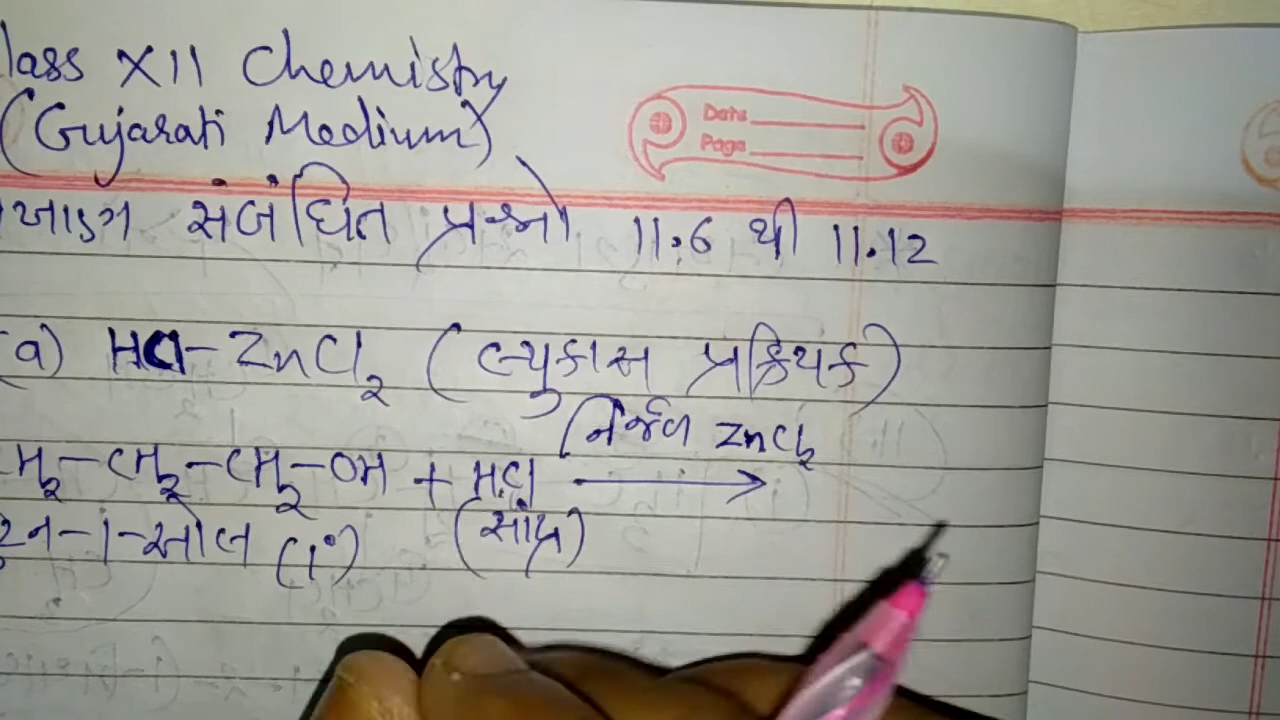 lass XII Chemistry
(Gujarati Medium)
Date
Page
પાઠ્ય સંબંધિત પ્રશ્નો 11.6 થી 11.12
(a) HCl-ZnCl2 (લ્યુકાસ પ્રક્રિયક)
નિર્જળ ZnCl2
H2-CH2-CH2-OH + HCl →
ટેન-1-ઓલ (1°) (સાંદ્ર)